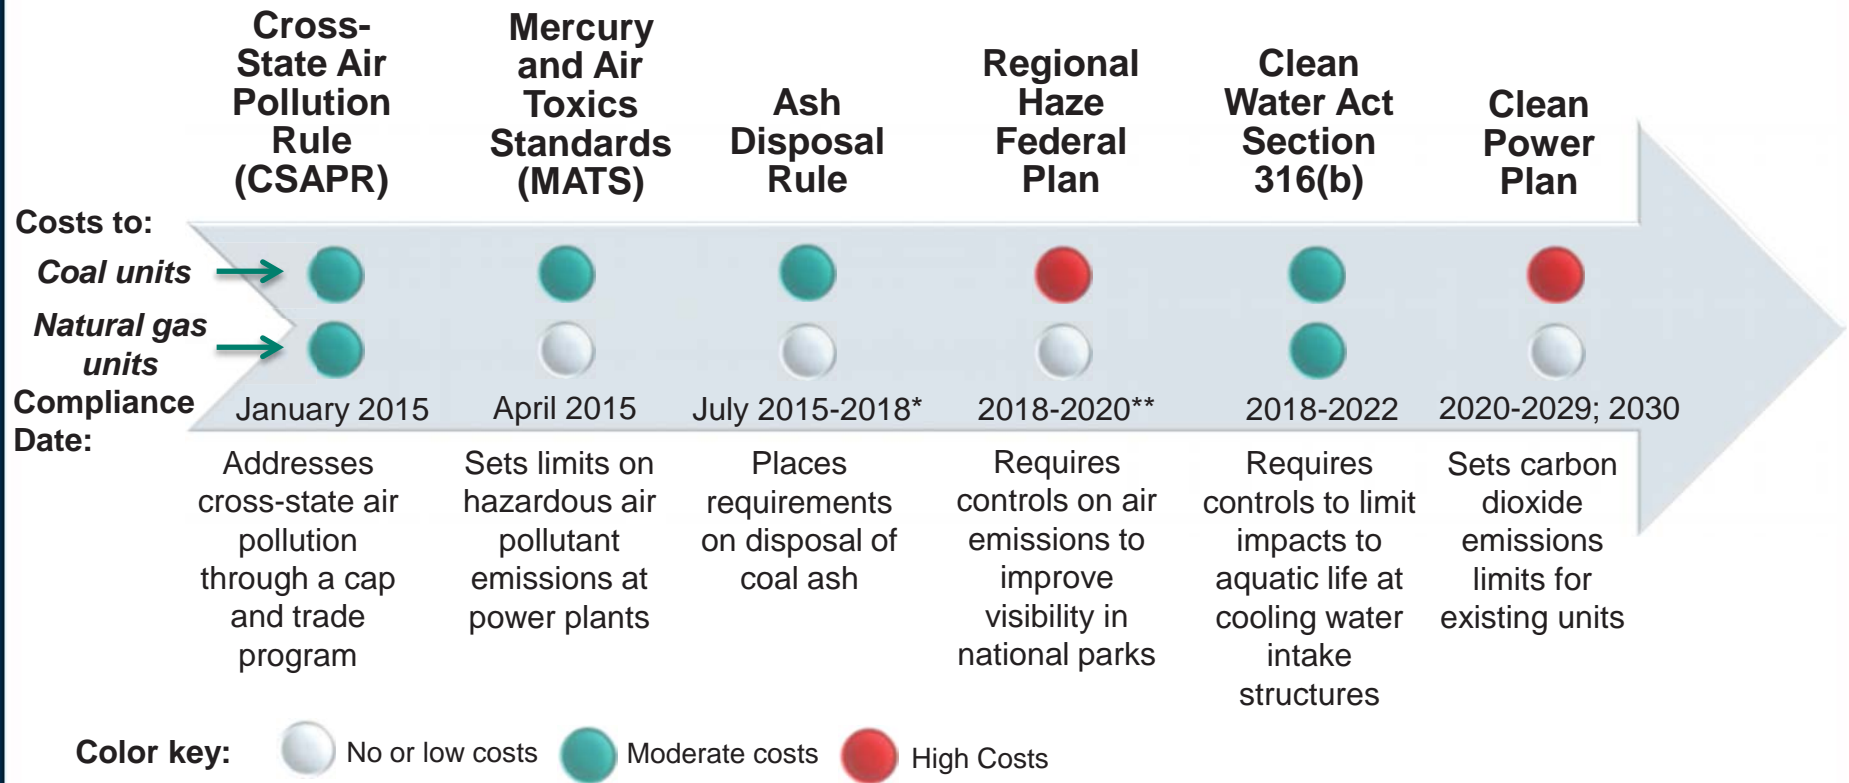 Cross-
State Air
Pollution
Rule
(CSAPR)
Mercury
and Air
Toxics
Standards
(MATS)
Ash
Disposal
Rule
Regional
Haze
Federal
Plan
Clean
Water Act
Section
316(b)
Clean
Power
Plan
Costs to:
Coal units
Natural gas
units
Compliance
Date:
January 2015
April 2015
July 2015-2018*
2018-2020**
2018-2022
2020-2029; 2030
Addresses
cross-state air
pollution
through a cap
and trade
program
Sets limits on
hazardous air
pollutant
emissions at
power plants
Places
requirements
on disposal of
coal ash
Requires
controls on air
emissions to
improve
visibility in
national parks
Requires
controls to limit
impacts to
aquatic life at
cooling water
intake
structures
Sets carbon
dioxide
emissions
limits for
existing units
Color key:
No or low costs
Moderate costs
High Costs